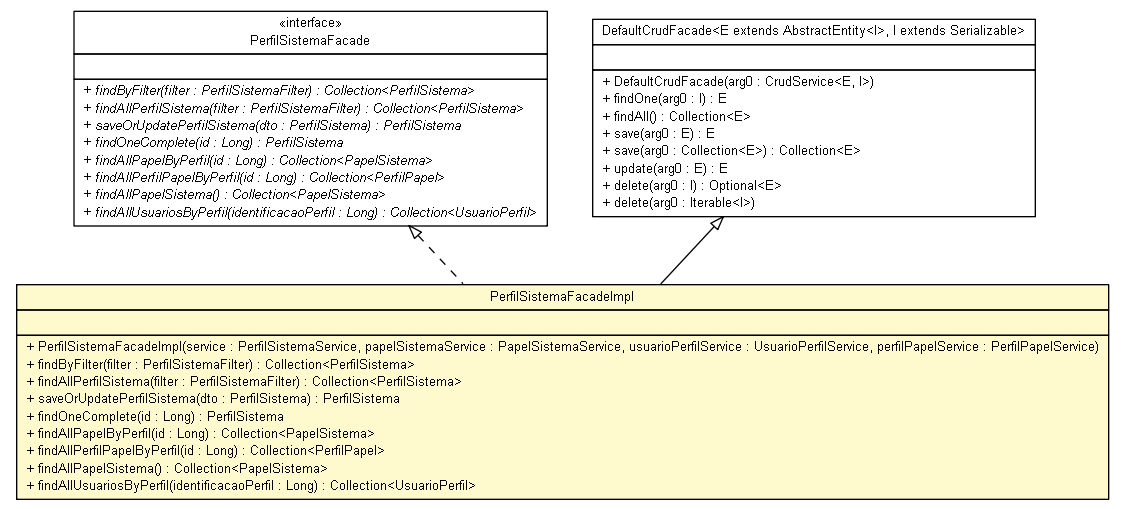 «interface»
PerfilSistemaFacade
+ findByFilter(filter : PerfilSistemaFilter) : Collection<PerfilSistema>
+ findAllPerfilSistema(filter : PerfilSistemaFilter) : Collection<PerfilSistema>
+ saveOrUpdatePerfilSistema(dto : PerfilSistema) : PerfilSistema
+ findOneComplete(id : Long) : PerfilSistema
+ findAllPapelByPerfil(id : Long) : Collection<PapelSistema>
+ findAllPerfilPapelByPerfil(id : Long) : Collection<PerfilPapel>
+ findAllPapelSistema() : Collection<PapelSistema>
+ findAllUsuariosByPerfil(identificacaoPerfil : Long) : Collection<UsuarioPerfil>
DefaultCrudFacade<E extends AbstractEntity<I>, I extends Serializable>
+ DefaultCrudFacade(arg0 : CrudService<E, I>)
+ findOne(arg0 : I) : E
+ findAll() : Collection<E>
+ save(arg0 : E) : E
+ save(arg0 : Collection<E>) : Collection<E>
+ update(arg0 : E) : E
+ delete(arg0 : I) : Optional<E>
+ delete(arg0 : Iterable<I>)
PerfilSistemaFacadeImpl
+ PerfilSistemaFacadeImpl(service : PerfilSistemaService, papelSistemaService : PapelSistemaService, usuarioPerfilService : UsuarioPerfilService, perfilPapelService : PerfilPapelService)
+ findByFilter(filter : PerfilSistemaFilter) : Collection<PerfilSistema>
+ findAllPerfilSistema(filter : PerfilSistemaFilter) : Collection<PerfilSistema>
+ saveOrUpdatePerfilSistema(dto : PerfilSistema) : PerfilSistema
+ findOneComplete(id : Long) : PerfilSistema
+ findAllPapelByPerfil(id : Long) : Collection<PapelSistema>
+ findAllPerfilPapelByPerfil(id : Long) : Collection<PerfilPapel>
+ findAllPapelSistema() : Collection<PapelSistema>
+ findAllUsuariosByPerfil(identificacaoPerfil : Long) : Collection<UsuarioPerfil>